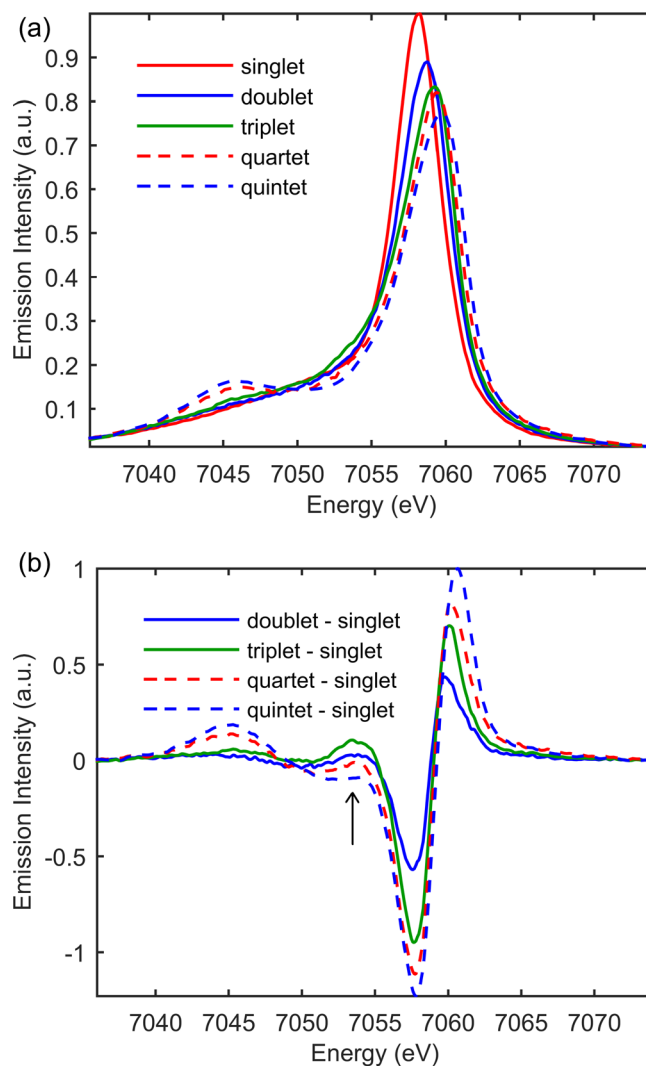 (a)
Emission Intensity (a.u.)
0.9
0.8
0.7
0.6
0.5
0.4
0.3
0.2
0.1
singlet
doublet
triplet
quartet
quintet
7040 7045 7050 7055 7060 7065 7070
Energy (eV)
(b)
Emission Intensity (a.u.)
1
0.5
0
-0.5
-1
doublet - singlet
triplet - singlet
quartet - singlet
quintet - singlet
7040 7045 7050 7055 7060 7065 7070
Energy (eV)